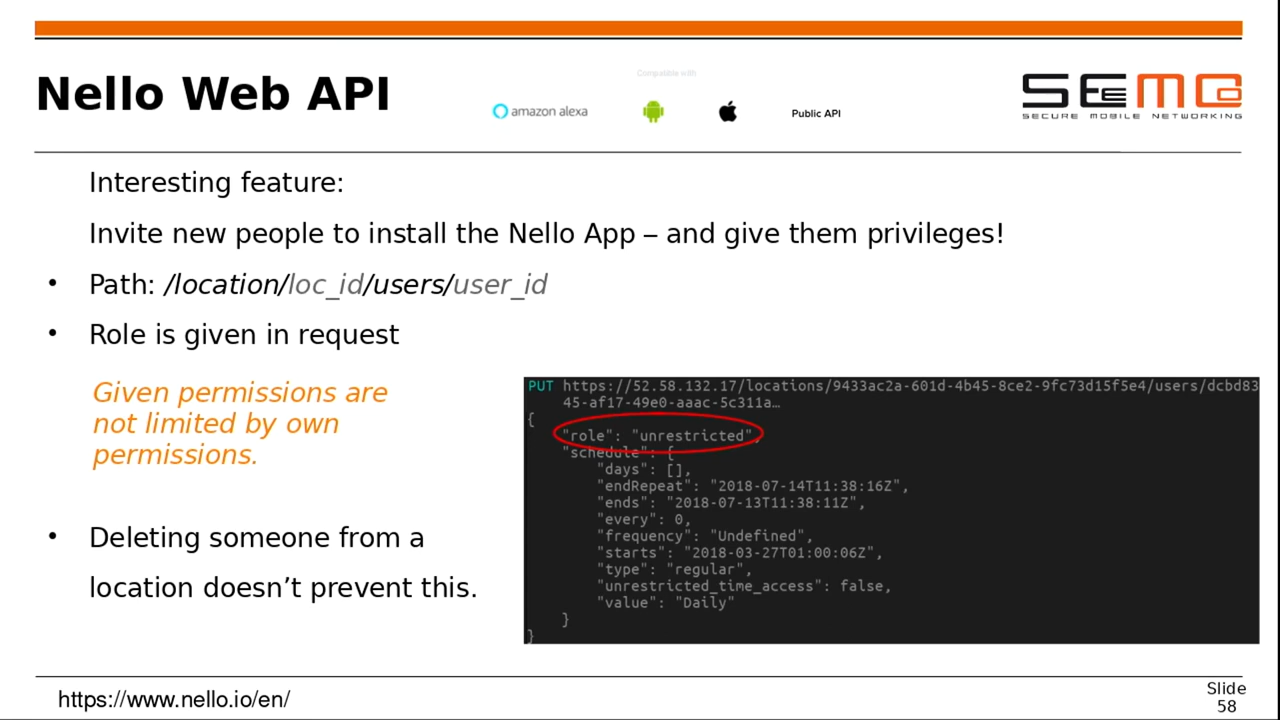 Nello Web API
Compatible with
amazon alexa
Public API
SEEMOO
SECURE MOBILE NETWORKING
Interesting feature:
Invite new people to install the Nello App – and give them privileges!
• Path: /location/loc_id/users/user_id
• Role is given in request
Given permissions are
not limited by own
permissions.
• Deleting someone from a
location doesn’t prevent this.
PUT https://52.58.132.17/locations/9433ac2a-601d-4b45-8ce2-9fc73d15f5e4/users/dcbd83
45-af17-49e0-aaac-5c311a…
{
"role": "unrestricted",
"schedule": {
"days": [],
"endRepeat": "2018-07-14T11:38:16Z",
"ends": "2018-07-13T11:38:11Z",
"every": 0,
"frequency": "Undefined",
"starts": "2018-03-27T01:00:06Z",
"type": "regular",
"unrestricted_time_access": false,
"value": "Daily"
}
}
https://www.nello.io/en/
Slide
58